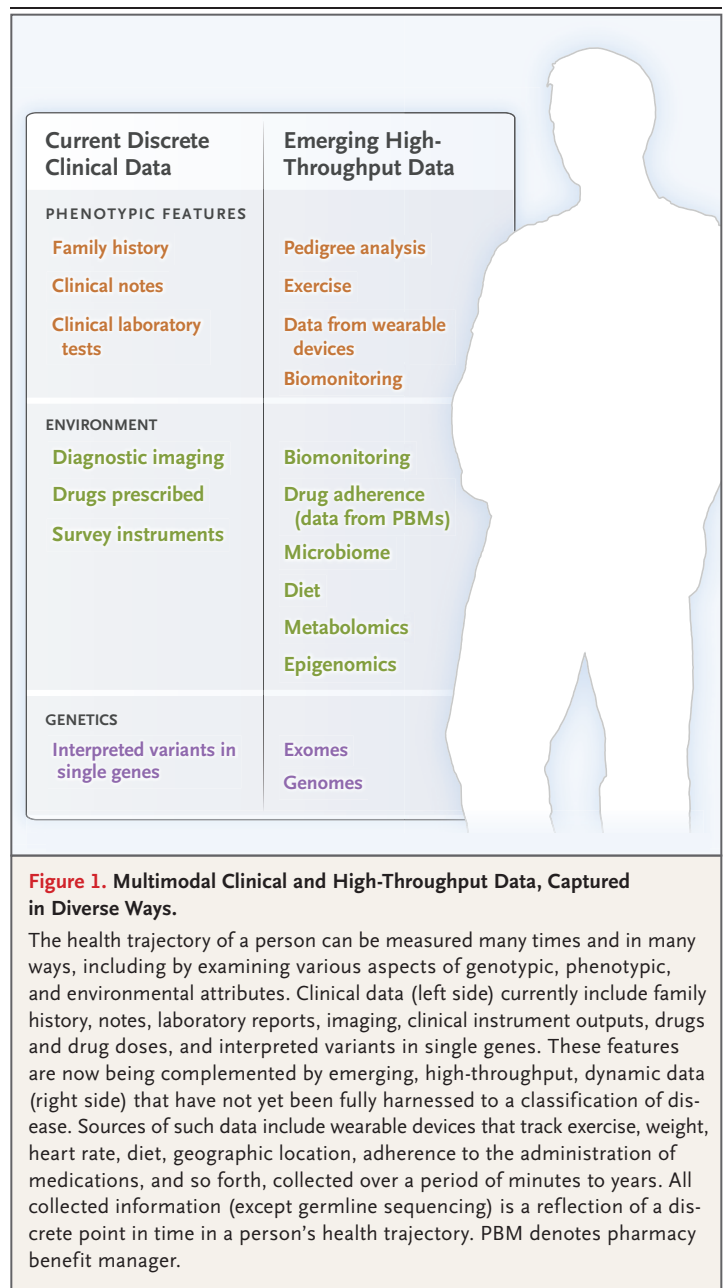 Current Discrete
Clinical Data
Emerging High-
Throughput Data
PHENOTYPIC FEATURES
Family history
Clinical notes
Clinical laboratory
tests
Pedigree analysis
Exercise
Data from wearable
devices
Biomonitoring
ENVIRONMENT
Diagnostic imaging
Drugs prescribed
Survey instruments
Biomonitoring
Drug adherence
(data from PBMs)
Microbiome
Diet
Metabolomics
Epigenomics
GENETICS
Interpreted variants in
single genes
Exomes
Genomes
Figure 1. Multimodal Clinical and High-Throughput Data, Captured
in Diverse Ways.
The health trajectory of a person can be measured many times and in many
ways, including by examining various aspects of genotypic, phenotypic,
and environmental attributes. Clinical data (left side) currently include family
history, notes, laboratory reports, imaging, clinical instrument outputs, drugs
and drug doses, and interpreted variants in single genes. These features
are now being complemented by emerging, high-throughput, dynamic data
(right side) that have not yet been fully harnessed to a classification of dis-
ease. Sources of such data include wearable devices that track exercise, weight,
heart rate, diet, geographic location, adherence to the administration of
medications, and so forth, collected over a period of minutes to years. All
collected information (except germline sequencing) is a reflection of a dis-
crete point in time in a person's health trajectory. PBM denotes pharmacy
benefit manager.